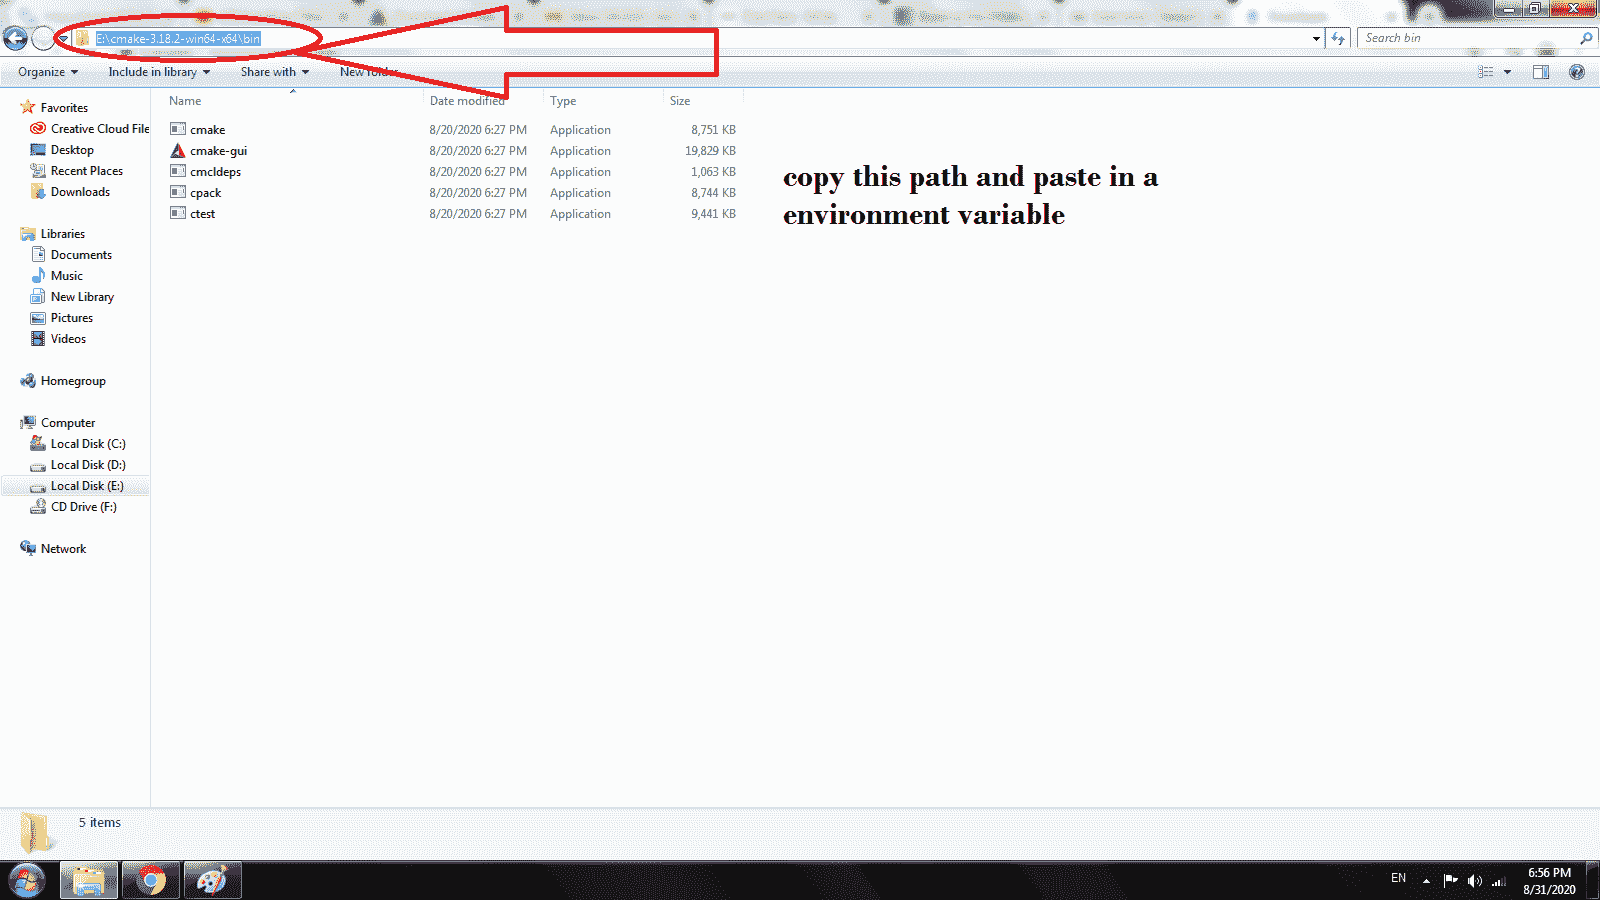 E:\cmake-3.18.2-win64-x64\bin
Search bin
Organize Include in library Share with New folder
Name Date modified Type Size
cmake 8/20/2020 6:27 PM Application 8,751 KB
cmake-gui 8/20/2020 6:27 PM Application 19,829 KB
cmcldeps 8/20/2020 6:27 PM Application 1,063 KB
cpack 8/20/2020 6:27 PM Application 8,744 KB
ctest 8/20/2020 6:27 PM Application 9,441 KB
copy this path and paste in a
environment variable
Favorites
Creative Cloud File
Desktop
Recent Places
Downloads
Libraries
Documents
Music
New Library
Pictures
Videos
Homegroup
Computer
Local Disk (C:)
Local Disk (D:)
Local Disk (E:)
CD Drive (F:)
Network
5 items
EN
6:56 PM
8/31/2020